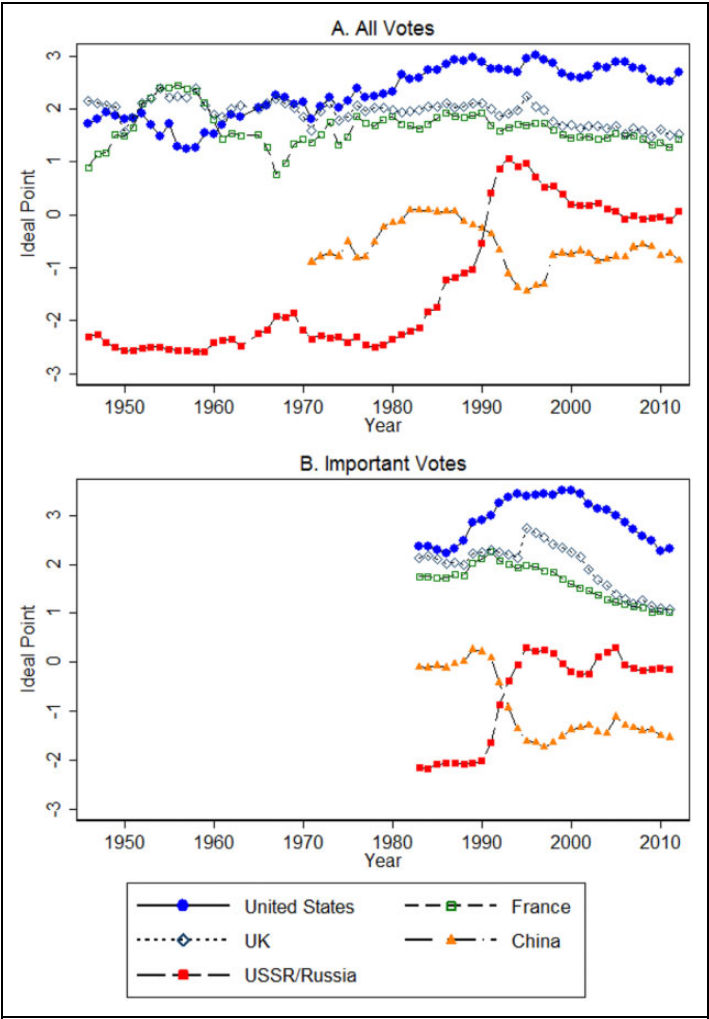 A. All Votes
Ideal Point
3
2
1
0
-1
-2
-3
1950 1960 1970 1980 1990 2000 2010
Year
B. Important Votes
Ideal Point
3
2
1
0
-1
-2
-3
1950 1960 1970 1980 1990 2000 2010
Year
United States France
UK China
USSR/Russia